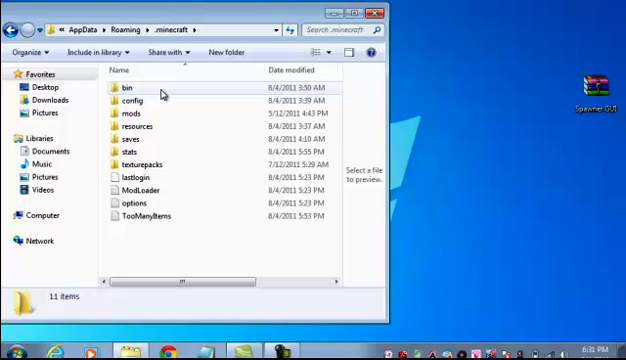 AppData ▸ Roaming ▸ .minecraft ▸
Search .minecraft
Organize Include in library Share with New folder
Name Date modified
Favorites
Desktop
Downloads
Pictures
Libraries
Documents
Music
Pictures
Videos
Computer
Network
bin 8/4/2011 3:50 AM
config 8/4/2011 3:39 AM
mods 5/12/2011 4:43 PM
resources 8/4/2011 3:37 AM
saves 8/4/2011 4:10 AM
stats 8/4/2011 5:55 PM
texturepacks 7/12/2011 5:29 AM
lastlogin 8/4/2011 5:23 PM
ModLoader 8/4/2011 5:23 PM
options 8/4/2011 5:23 PM
TooManyItems 8/4/2011 5:53 PM
Select a file
to preview.
11 items
Spawner GUI
6:31 PM